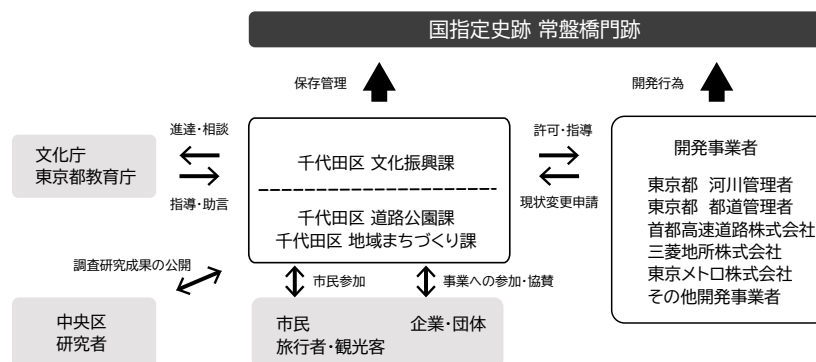 国指定史跡 常盤橋門跡
保存管理
開発行為
進達・相談
許可・指導
文化庁
東京都教育庁
千代田区 文化振興課
開発事業者
指導・助言
現状変更申請
千代田区 道路公園課
千代田区 地域まちづくり課
東京都 河川管理者
東京都 都道管理者
首都高速道路株式会社
三菱地所株式会社
東京メトロ株式会社
その他開発事業者
調査研究成果の公開
市民参加
事業への参加・協賛
中央区
研究者
市民
旅行者・観光客
企業・団体